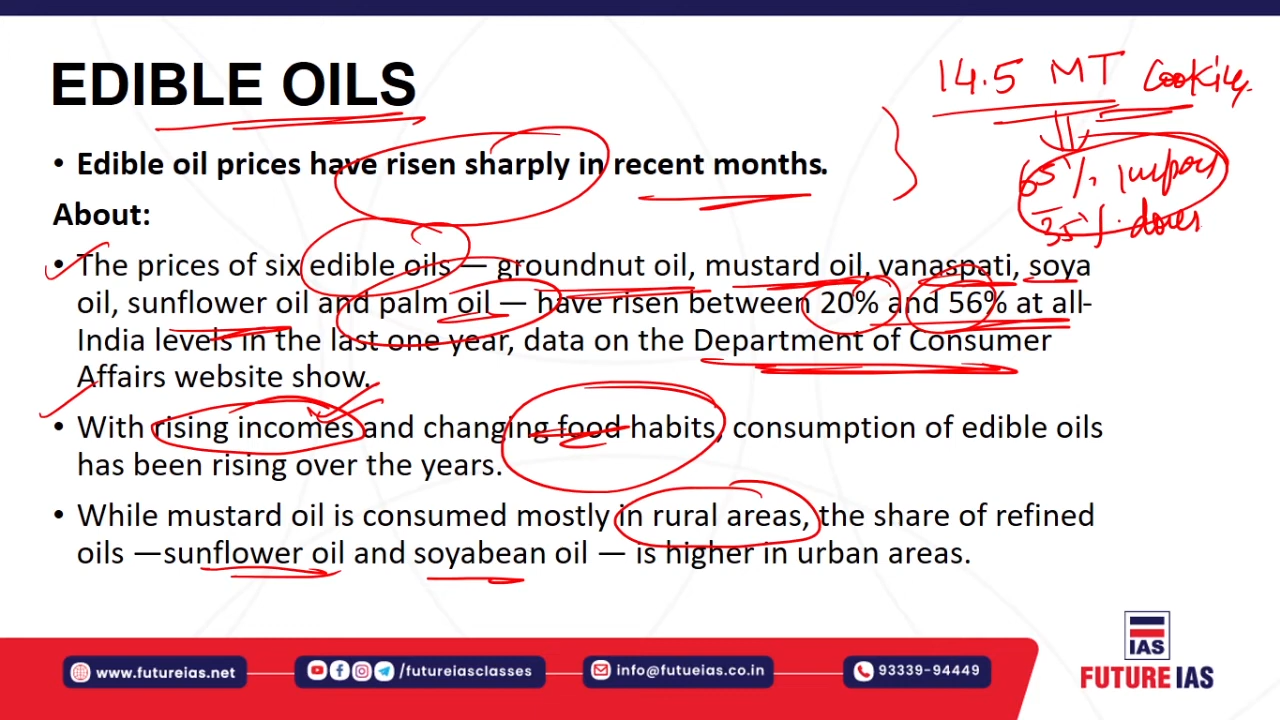 EDIBLE OILS
14.5 MT Cooking
• Edible oil prices have risen sharply in recent months.
65% import
35% domes
About:
• The prices of six edible oils — groundnut oil, mustard oil, vanaspati, soya
oil, sunflower oil and palm oil — have risen between 20% and 56% at all-
India levels in the last one year, data on the Department of Consumer
Affairs website show.
• With rising incomes and changing food habits, consumption of edible oils
has been rising over the years.
• While mustard oil is consumed mostly in rural areas, the share of refined
oils —sunflower oil and soyabean oil — is higher in urban areas.
www.futureias.net
/futureiasclasses
info@futueias.co.in
93339-94449
IAS
FUTURE IAS